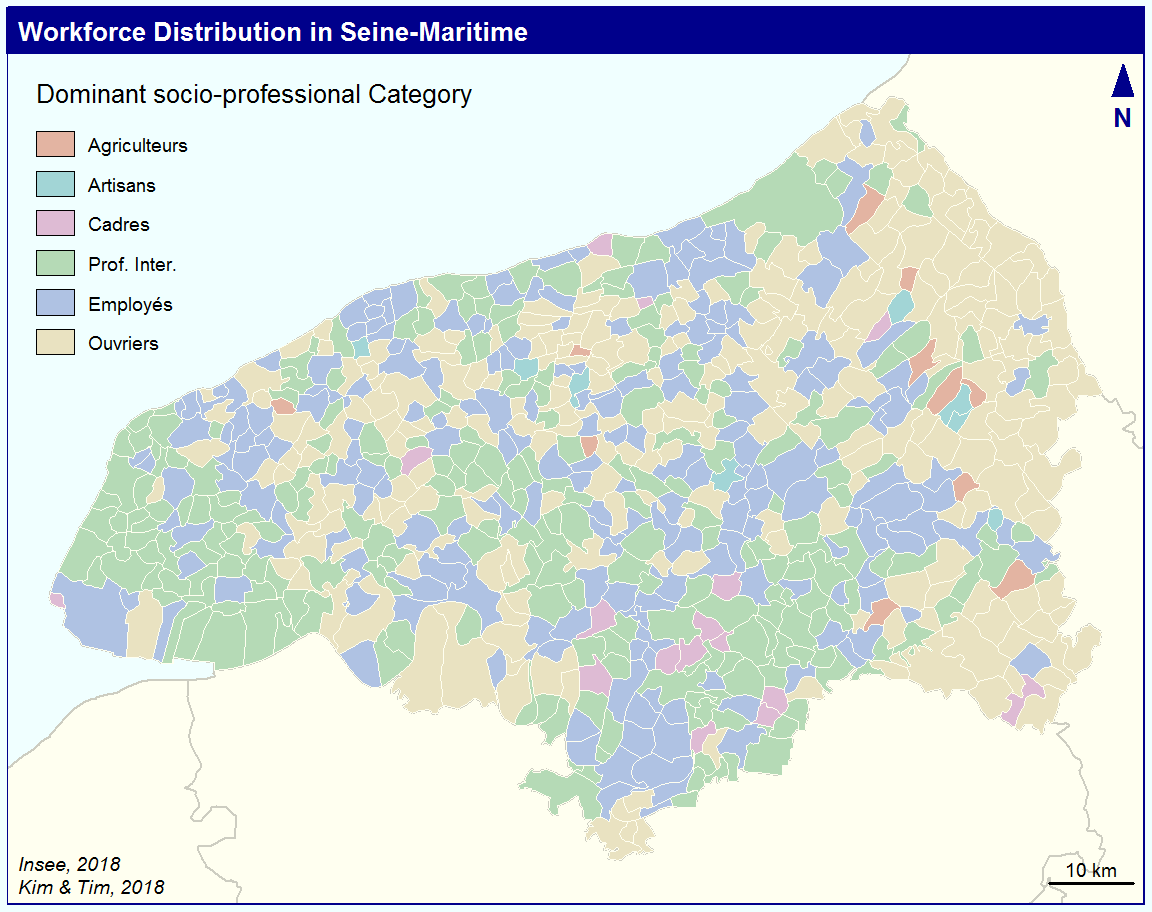 Workforce Distribution in Seine-Maritime
Dominant socio-professional Category
N
Agriculteurs
Artisans
Cadres
Prof. Inter.
Employés
Ouvriers
Insee, 2018
Kim & Tim, 2018
10 km